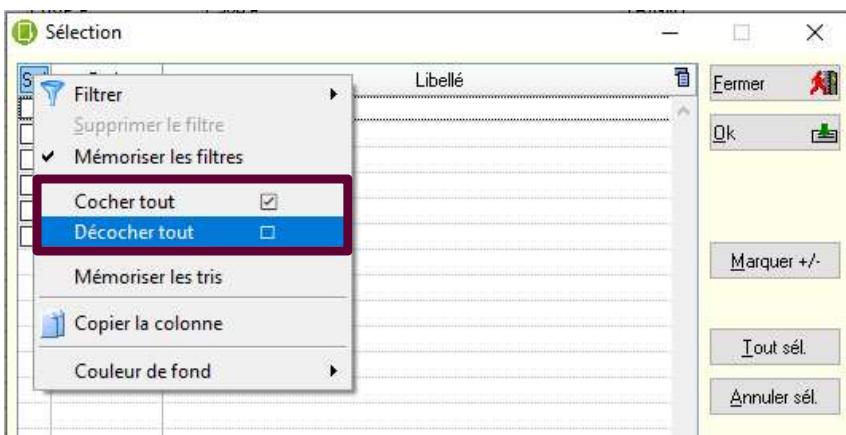 Sélection
Libellé
Filtrer
Supprimer le filtre
Mémoriser les filtres
Cocher tout
Décocher tout
Mémoriser les tris
Copier la colonne
Couleur de fond
Fermer
Ok
Marquer +/-
Tout sél.
Annuler sél.